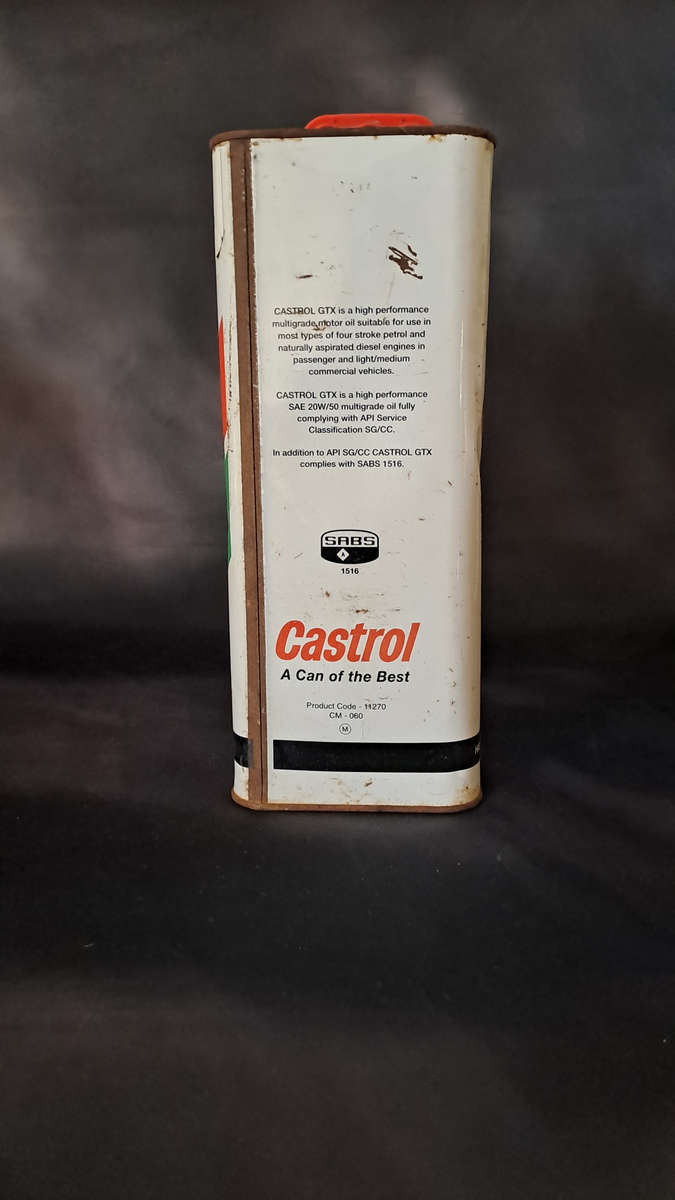 CASTROL GTX is a high performance
multigrade motor oil suitable for use in
most types of four stroke petrol and
naturally aspirated diesel engines in
passenger and light/medium
commercial vehicles.
CASTROL GTX is a high performance
SAE 20W/50 multigrade oil fully
complying with API Service
Classification SG/CC.
In addition to API SG/CC CASTROL GTX
complies with SABS 1516.
SABS
1516
Castrol
A Can of the Best
Product Code - 11270
CM - 060
M